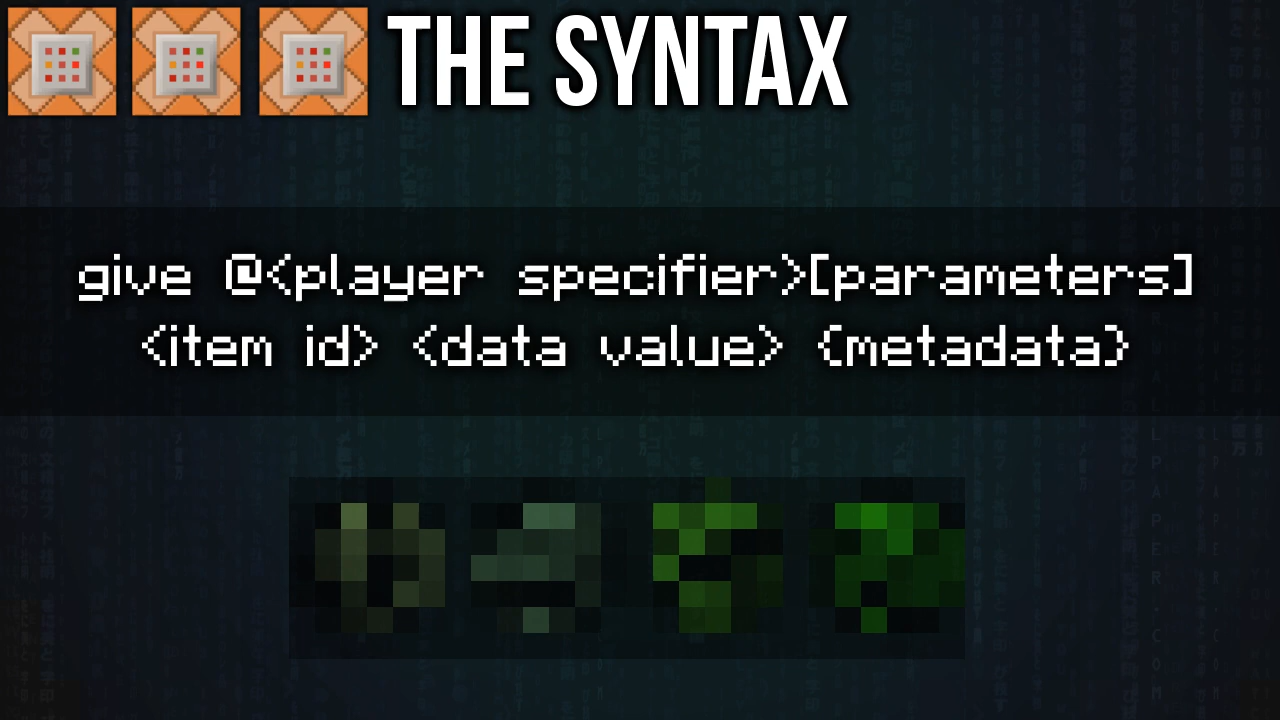 THE SYNTAX
give @<player specifier>[parameters]
<item id> <data value> {metadata}